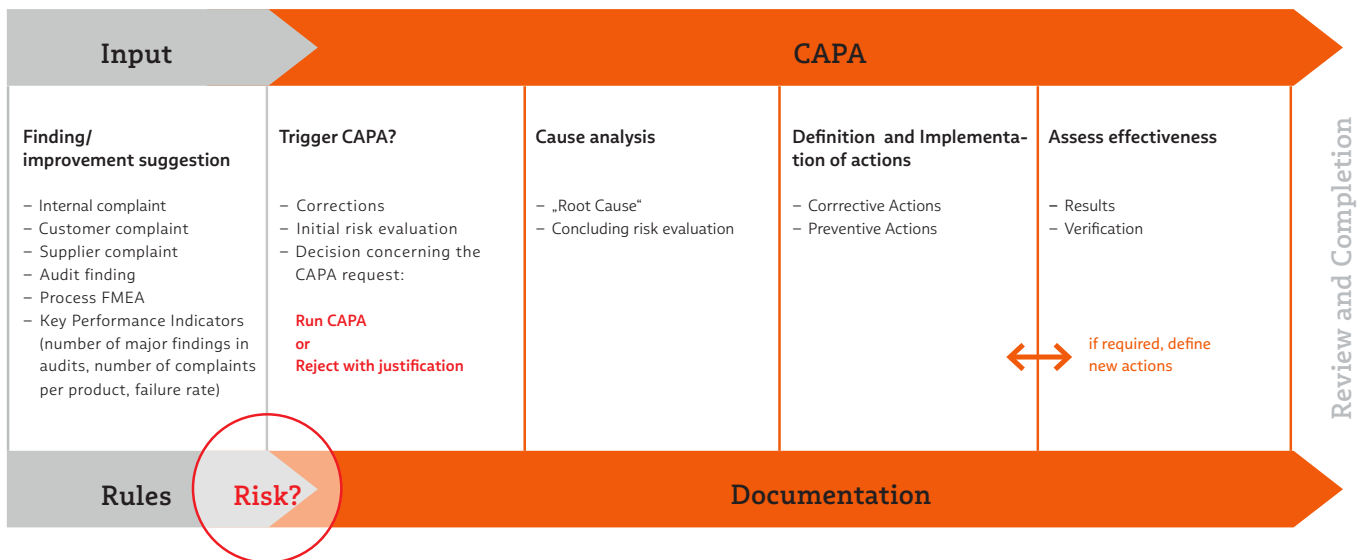 Input
CAPA
Finding/
improvement suggestion
– Internal complaint
– Customer complaint
– Supplier complaint
– Audit finding
– Process FMEA
– Key Performance Indicators
(number of major findings in
audits, number of complaints
per product, failure rate)
Trigger CAPA?
– Corrections
– Initial risk evaluation
– Decision concerning the
CAPA request:
Run CAPA
or
Reject with justification
Cause analysis
– „Root Cause“
– Concluding risk evaluation
Definition and Implementa-
tion of actions
– Corrrective Actions
– Preventive Actions
Assess effectiveness
– Results
– Verification
if required, define
new actions
Review and Completion
Rules
Risk?
Documentation